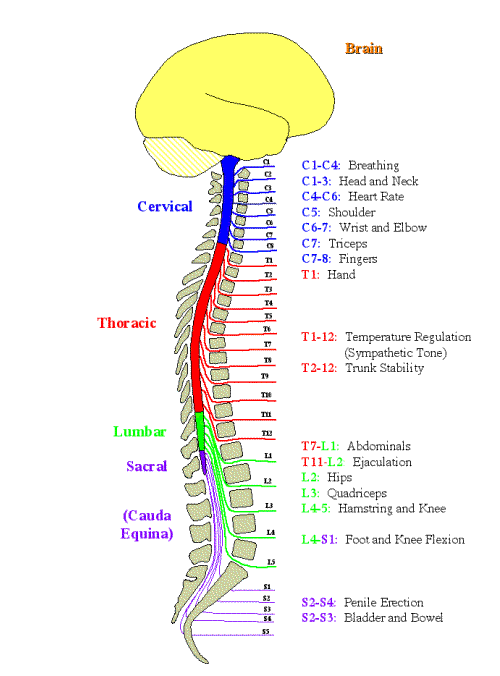 Brain
C1
C2
C3
C4
C5
C6
C7
C8
T1
T2
T3
T4
T5
T6
T7
T8
T9
T10
T11
T12
L1
L2
L3
L4
L5
S1
S2
S3
S4
S5
Cervical
Thoracic
Lumbar
Sacral
(Cauda
Equina)
C1-C4: Breathing
C1-3: Head and Neck
C4-C6: Heart Rate
C5: Shoulder
C6-7: Wrist and Elbow
C7: Triceps
C7-8: Fingers
T1: Hand
T1-12: Temperature Regulation
(Sympathetic Tone)
T2-12: Trunk Stability
T7-L1: Abdominals
T11-L2 Ejaculation
L2: Hips
L3: Quadriceps
L4-5: Hamstring and Knee
L4-S1: Foot and Knee Flexion
S2-S4: Penile Erection
S2-S3: Bladder and Bowel